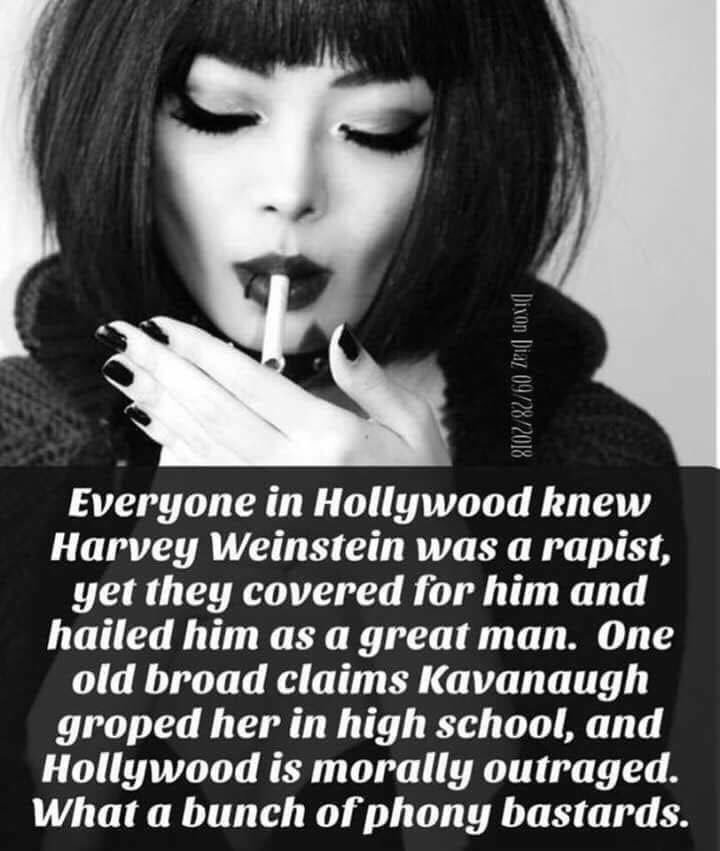 Dixon Diaz 09/28/2018
Everyone in Hollywood knew
Harvey Weinstein was a rapist,
yet they covered for him and
hailed him as a great man.  One
old broad claims Kavanaugh
groped her in high school, and
Hollywood is morally outraged.
What a bunch of phony bastards.